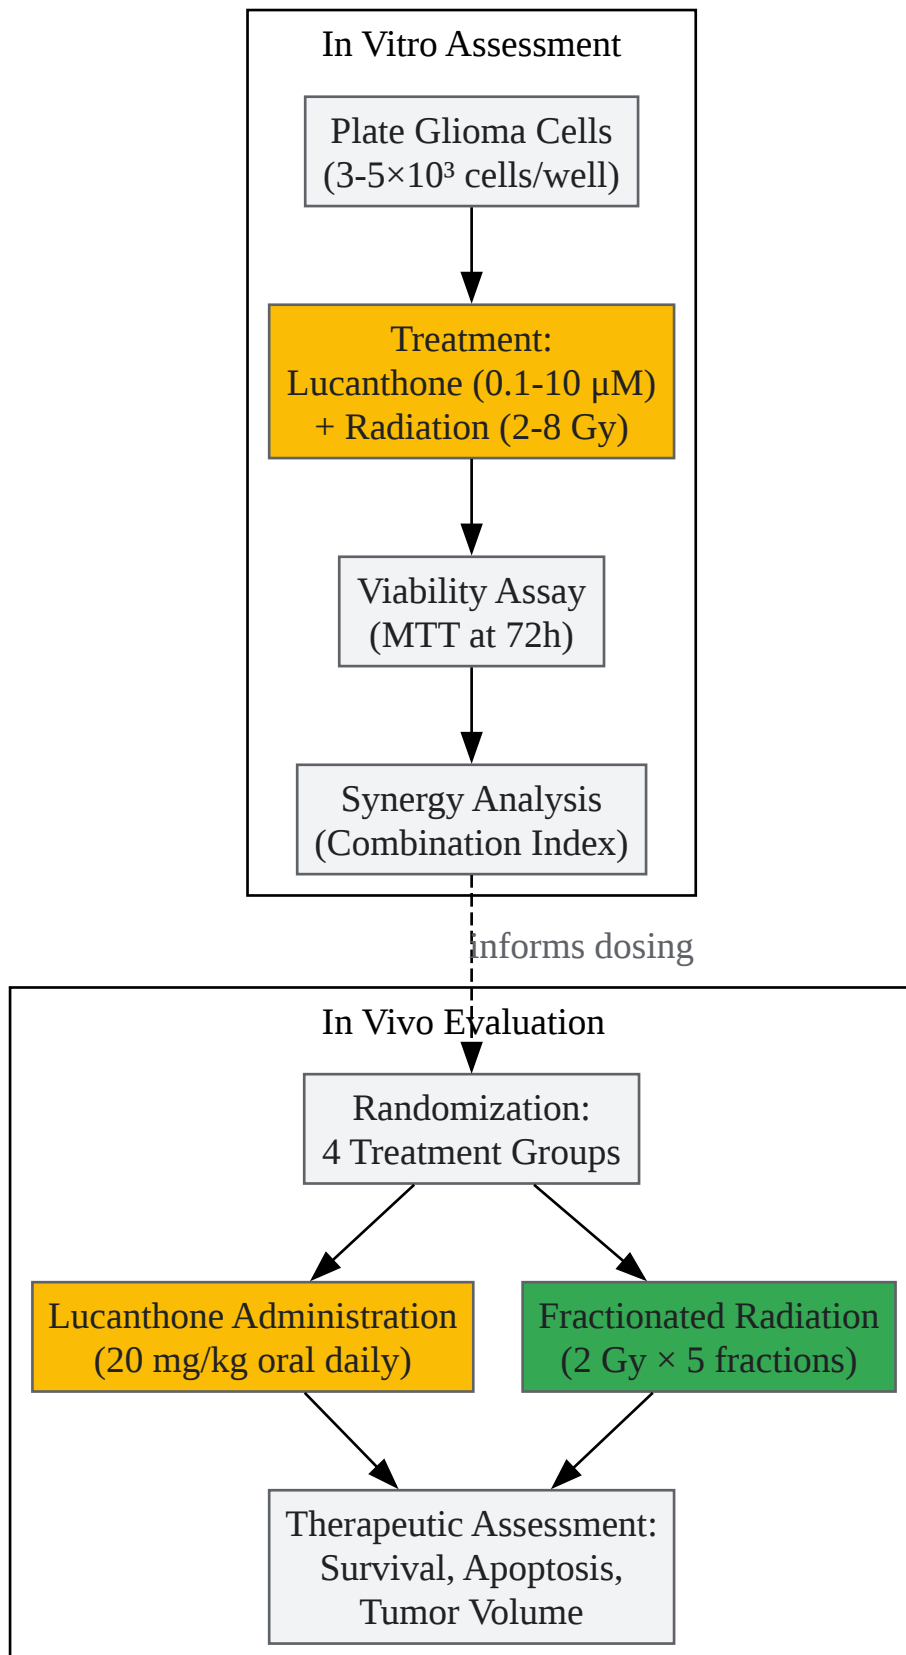 In Vitro Assessment
Plate Glioma Cells
(3-5×10³ cells/well)
Treatment:
Lucanthone (0.1-10 μM)
+ Radiation (2-8 Gy)
Viability Assay
(MTT at 72h)
Synergy Analysis
(Combination Index)
informs dosing
In Vivo Evaluation
Randomization:
4 Treatment Groups
Lucanthone Administration
(20 mg/kg oral daily)
Fractionated Radiation
(2 Gy × 5 fractions)
Therapeutic Assessment:
Survival, Apoptosis,
Tumor Volume